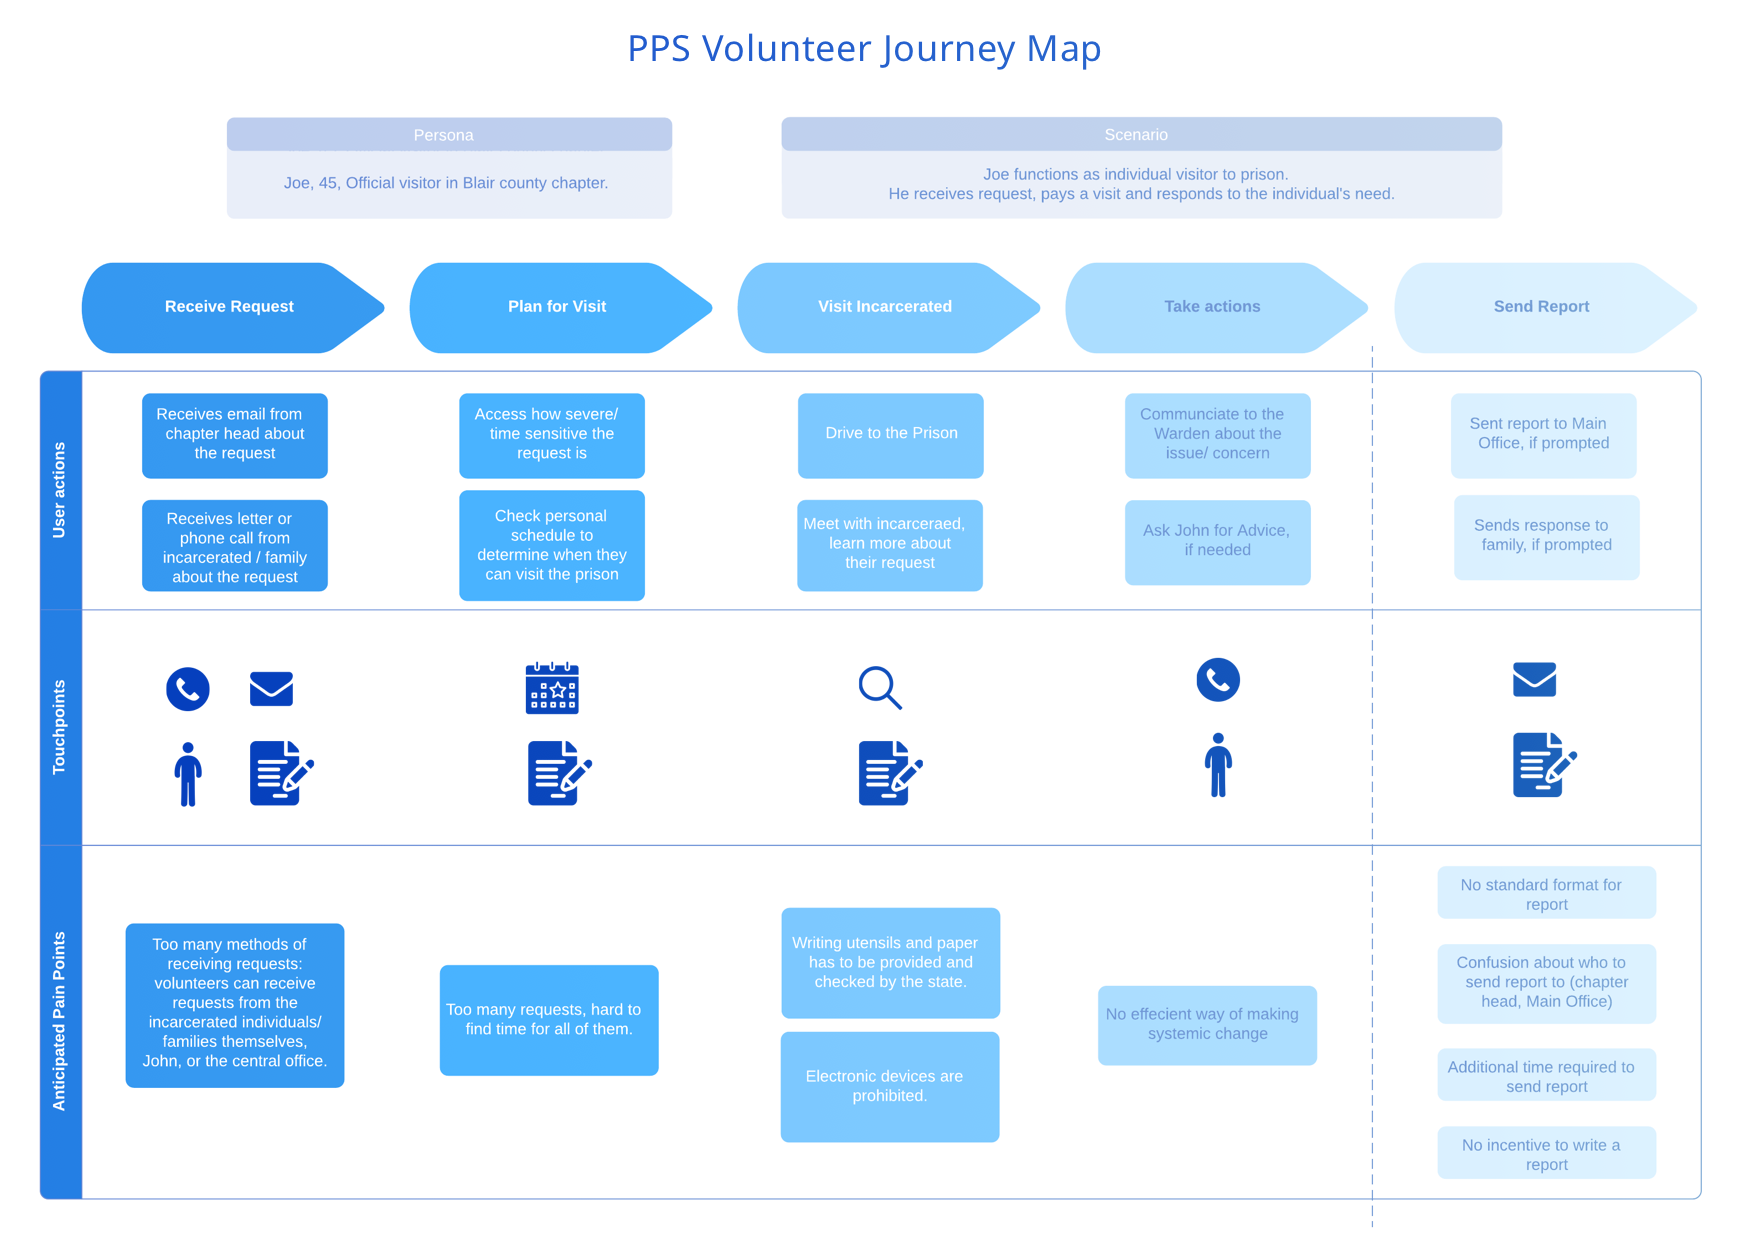 PPS Volunteer Journey Map
Persona
Joe, 45, Official visitor in Blair county chapter.
Scenario
Joe functions as individual visitor to prison.
He receives request, pays a visit and responds to the individual's need.
Receive Request
Plan for Visit
Visit Incarcerated
Take actions
Send Report
User actions
Receives email from
chapter head about
the request
Access how severe/
time sensitive the
request is
Drive to the Prison
Communciate to the
Warden about the
issue/ concern
Sent report to Main
Office, if prompted
Receives letter or
phone call from
incarcerated / family
about the request
Check personal
schedule to
determine when they
can visit the prison
Meet with incarceraed,
learn more about
their request
Ask John for Advice,
if needed
Sends response to
family, if prompted
Touchpoints
Anticipated Pain Points
Too many methods of
receiving requests:
volunteers can receive
requests from the
incarcerated individuals/
families themselves,
John, or the central office.
Too many requests, hard to
find time for all of them.
Writing utensils and paper
has to be provided and
checked by the state.
Electronic devices are
prohibited.
No effecient way of making
systemic change
No standard format for
report
Confusion about who to
send report to (chapter
head, Main Office)
Additional time required to
send report
No incentive to write a
report